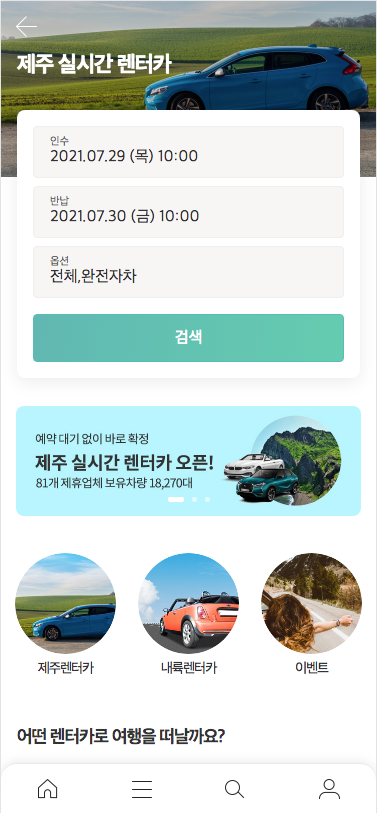 제주 실시간 렌터카
인수
2021.07.29 (목) 10:00
반납
2021.07.30 (금) 10:00
옵션
전체,완전자차
검색
예약 대기 없이 바로 확정
제주 실시간 렌터카 오픈!
81개 제휴업체 보유차량 18,270대
제주렌터카
내륙렌터카
이벤트
어떤 렌터카로 여행을 떠날까요?